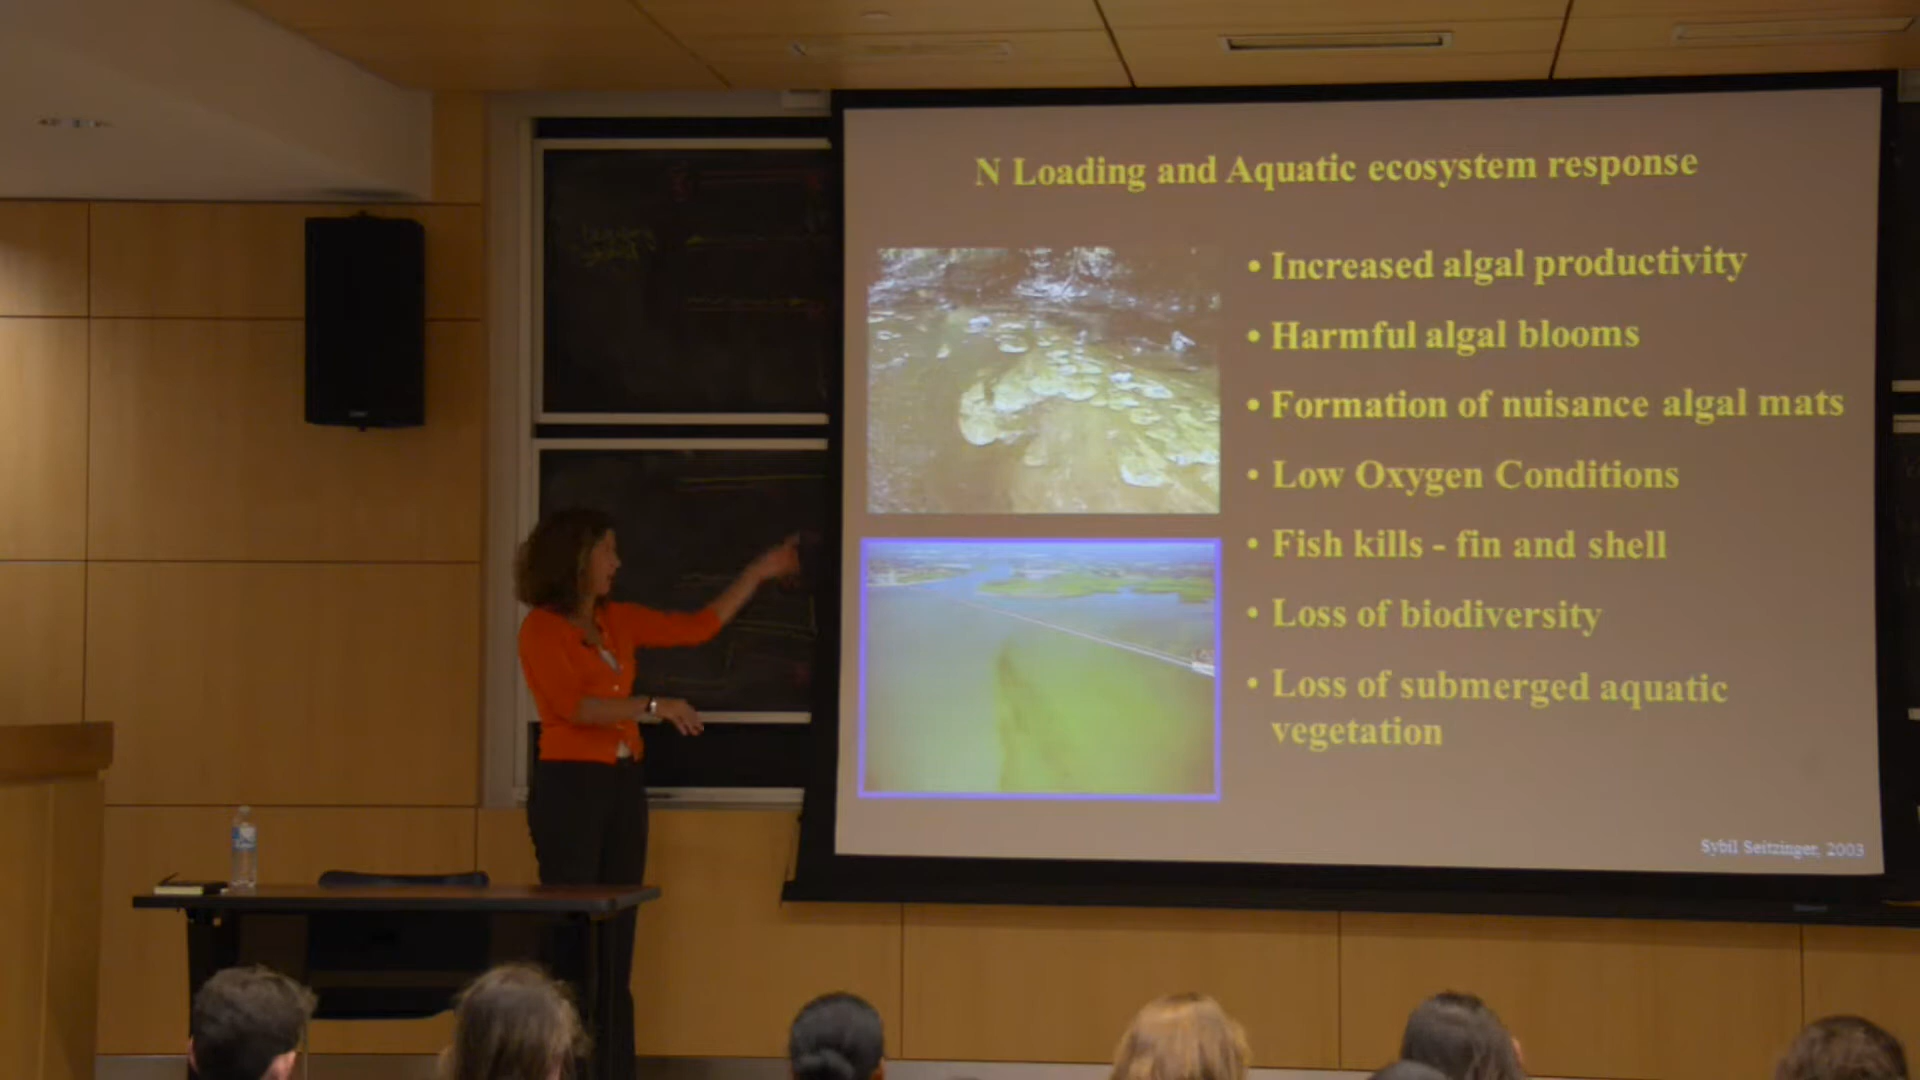 N Loading and Aquatic ecosystem response
• Increased algal productivity
• Harmful algal blooms
• Formation of nuisance algal mats
• Low Oxygen Conditions
• Fish kills - fin and shell
• Loss of biodiversity
• Loss of submerged aquatic
vegetation
Sybil Seitzinger, 2003